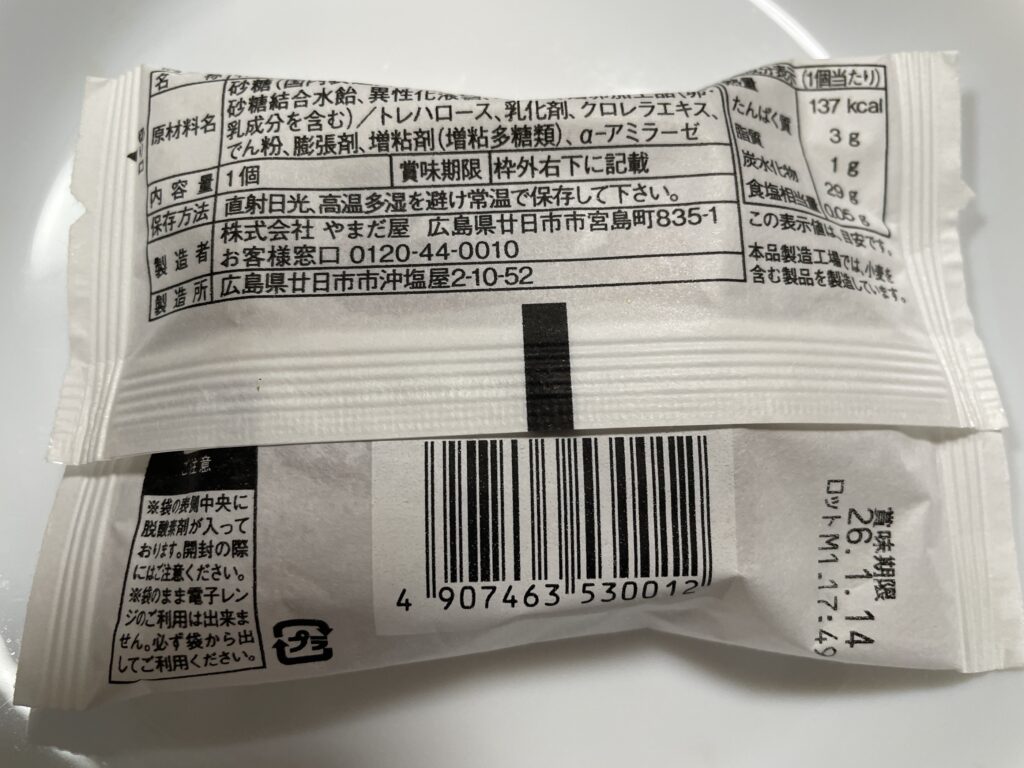 名
砂糖
原材料名
砂糖結合水飴、異性化液
乳成分を含む)/トレハロース、乳化剤、クロレラエキス、
でん粉、膨張剤、増粘剤(増粘多糖類)、α-アミラーゼ
内容量 1個 賞味期限 枠外右下に記載
保存方法 直射日光、高温多湿を避け常温で保存して下さい。
製造者 株式会社 やまだ屋 広島県廿日市市宮島町835-1
お客様窓口 0120-44-0010
製造所 広島県廿日市市沖塩屋2-10-52
(1個当たり)
137 kcal
たんぱく質 3g
脂質 1g
炭水化物 29g
食塩相当量 0.05g
この表示値は、目安です。
本品製造工場では、小麦を
含む製品を製造しています。
ご注意
※袋の表側中央に
脱酸素剤が入って
おります。開封の際
にはご注意ください。
※袋のまま電子レン
ジのご利用は出来ま
せん。必ず袋から出
してご利用ください。
プラ
4 907463 530012
賞味期限
26.1.14
ロットM1.17:49